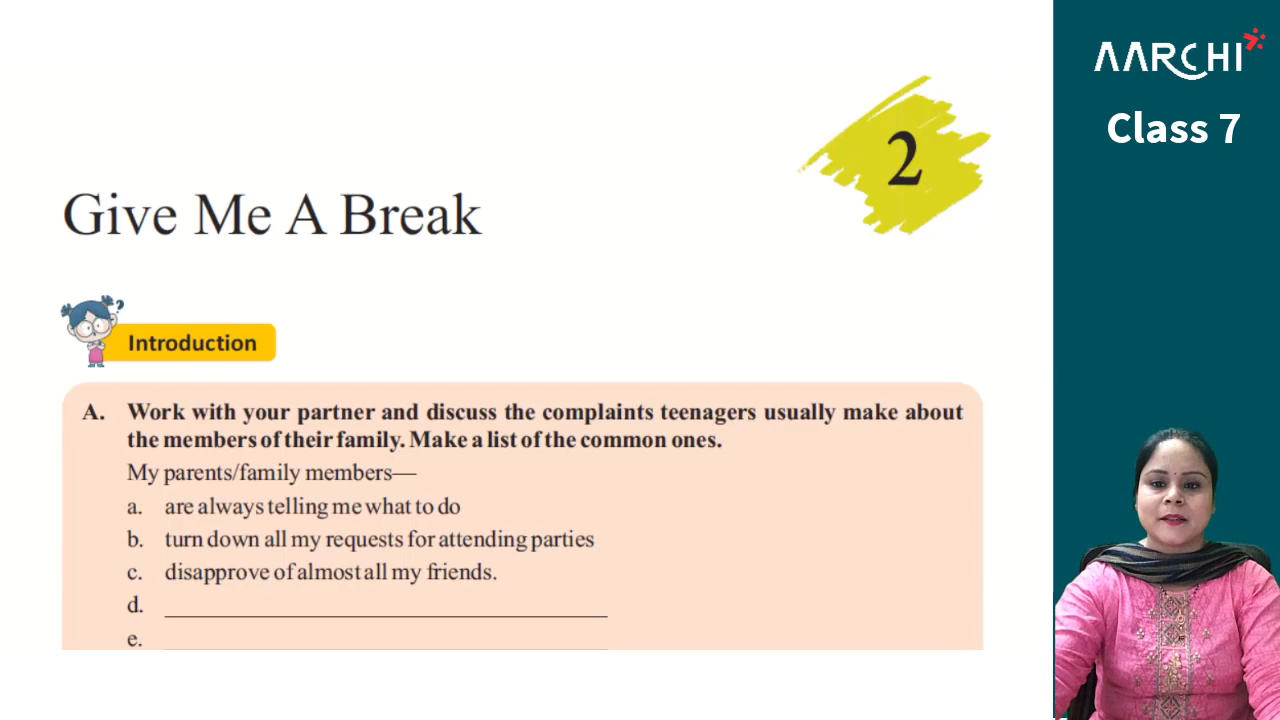 AARCHI
Class 7
2
Give Me A Break
?
Introduction
A. Work with your partner and discuss the complaints teenagers usually make about
the members of their family. Make a list of the common ones.
My parents/family members—
a. are always telling me what to do
b. turn down all my requests for attending parties
c. disapprove of almost all my friends.
d.
e.